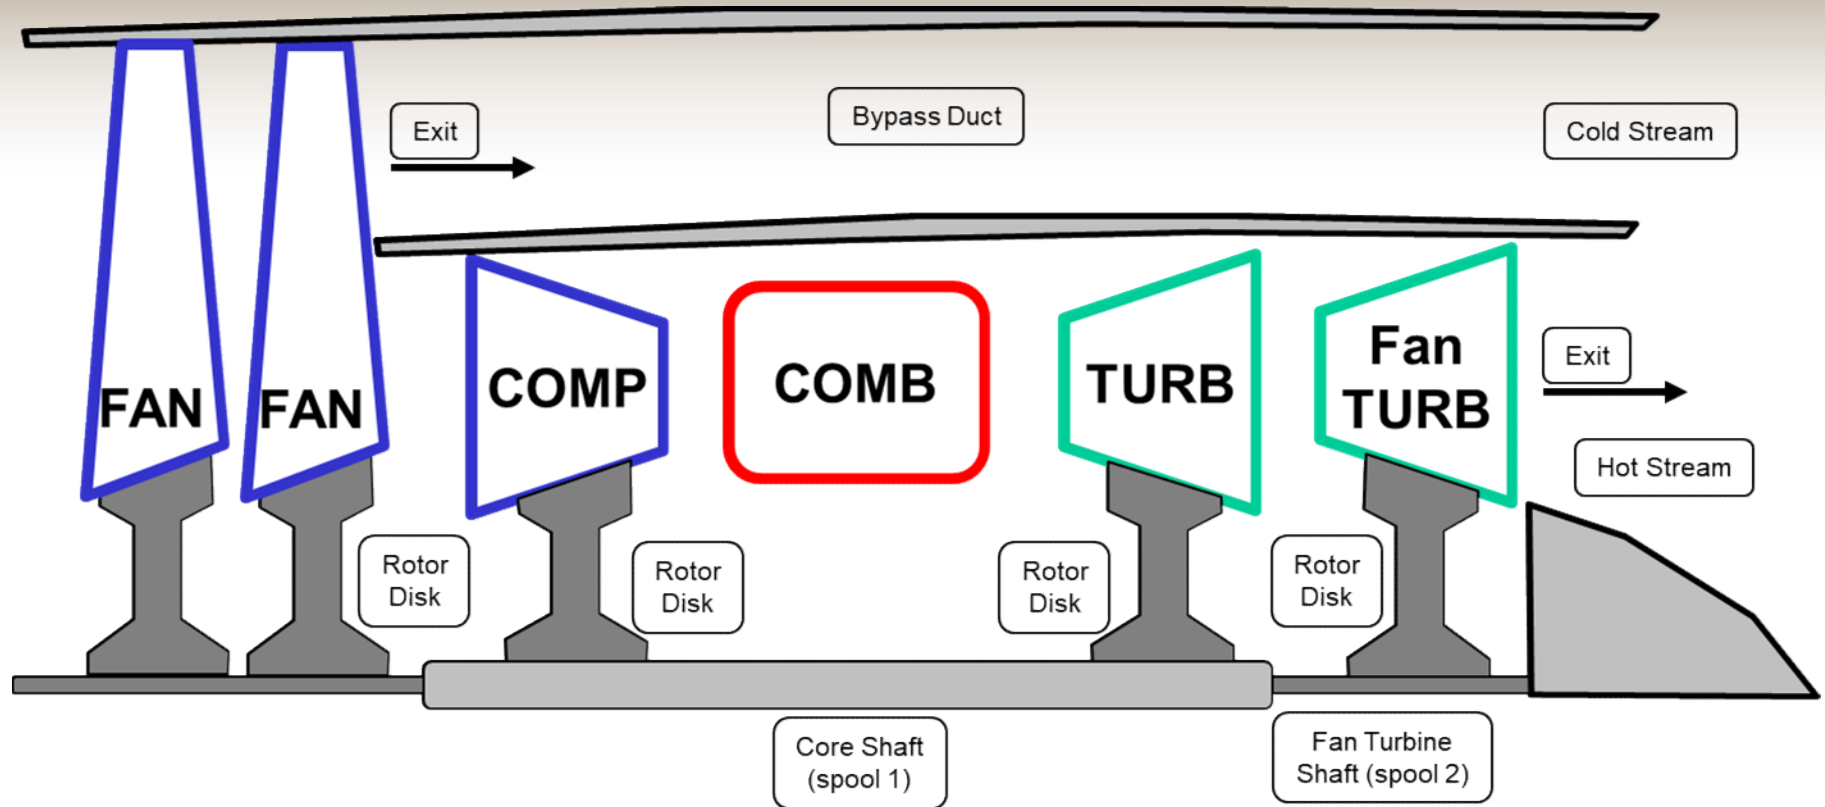 Exit
Bypass Duct
Cold Stream
FAN
FAN
COMP
COMB
TURB
Fan
TURB
Exit
Hot Stream
Rotor
Disk
Rotor
Disk
Rotor
Disk
Rotor
Disk
Core Shaft
(spool 1)
Fan Turbine
Shaft (spool 2)